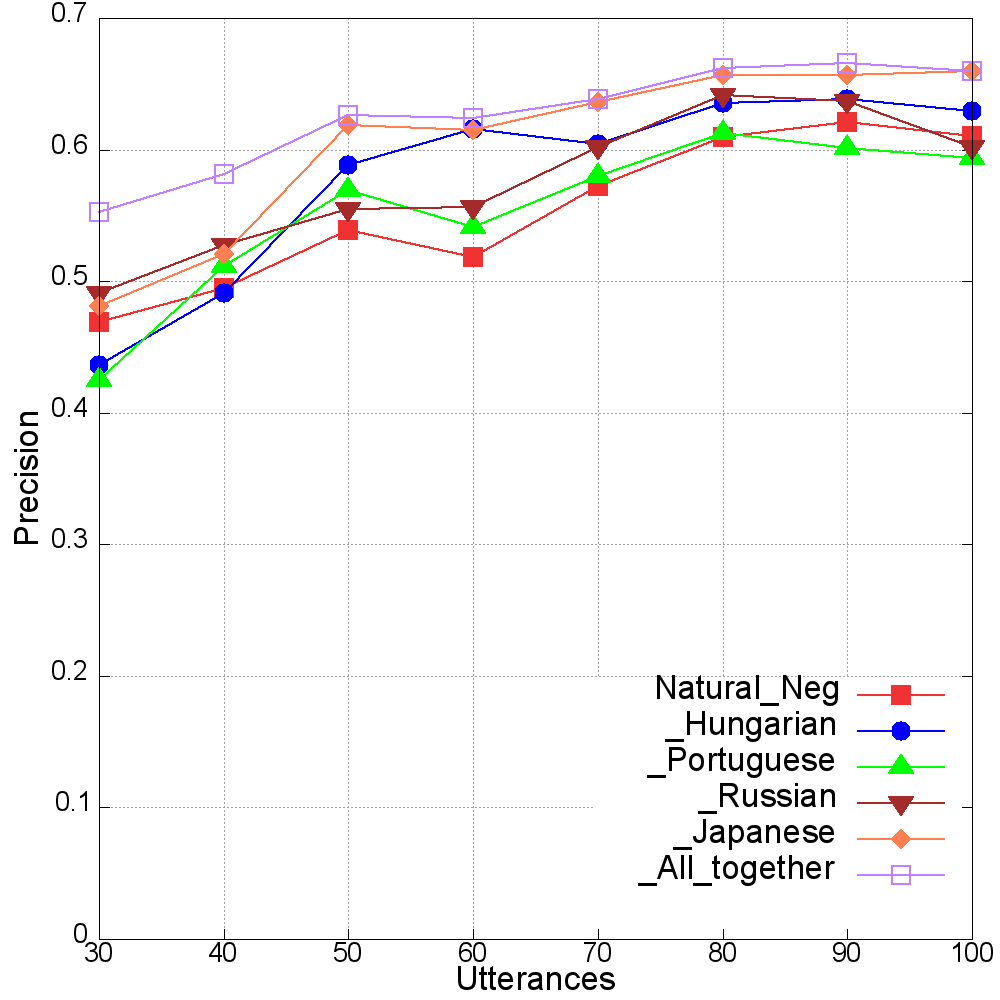 0.7
0.6
0.5
0.4
0.3
0.2
0.1
0
Precision
Natural_Neg
_Hungarian
_Portuguese
_Russian
_Japanese
_All_together
30 40 50 60 70 80 90 100
Utterances